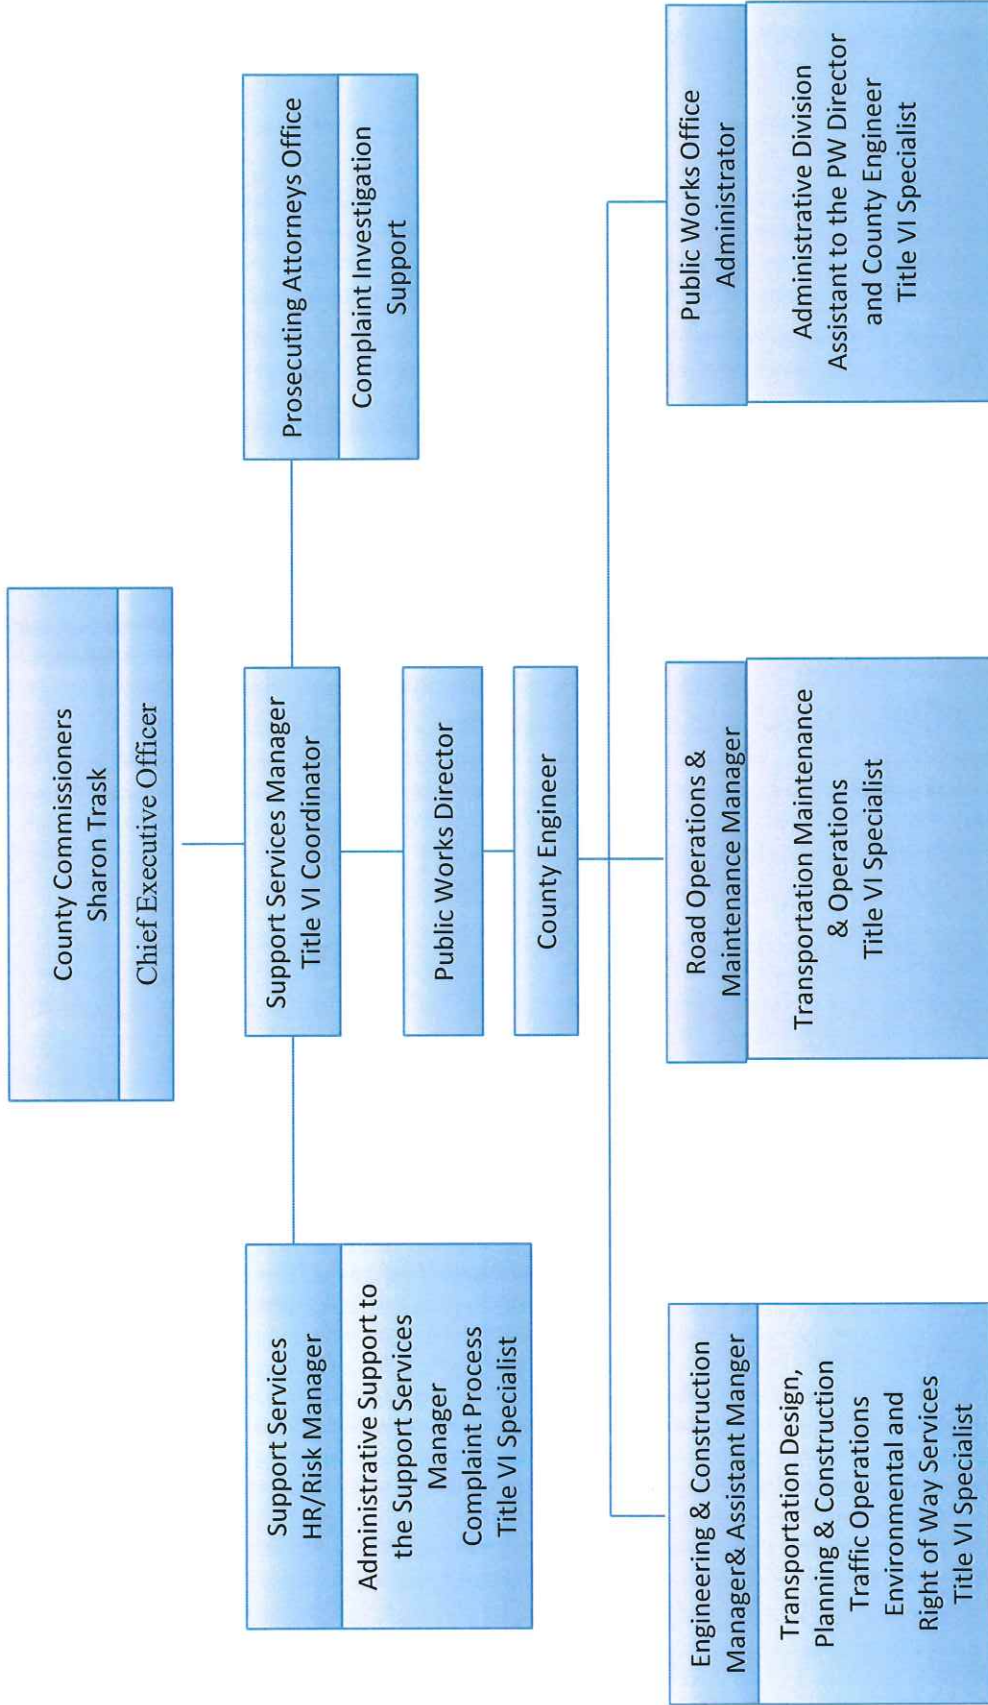 County Commissioners
Sharon Trask
Chief Executive Officer
Support Services
HR/Risk Manager
Administrative Support to
the Support Services
Manager
Complaint Process
Title VI Specialist
Support Services Manager
Title VI Coordinator
Prosecuting Attorneys Office
Complaint Investigation
Support
Public Works Director
County Engineer
Engineering & Construction
Manager& Assistant Manger
Transportation Design,
Planning & Construction
Traffic Operations
Environmental and
Right of Way Services
Title VI Specialist
Road Operations &
Maintenance Manager
Transportation Maintenance
& Operations
Title VI Specialist
Public Works Office
Administrator
Administrative Division
Assistant to the PW Director
and County Engineer
Title VI Specialist